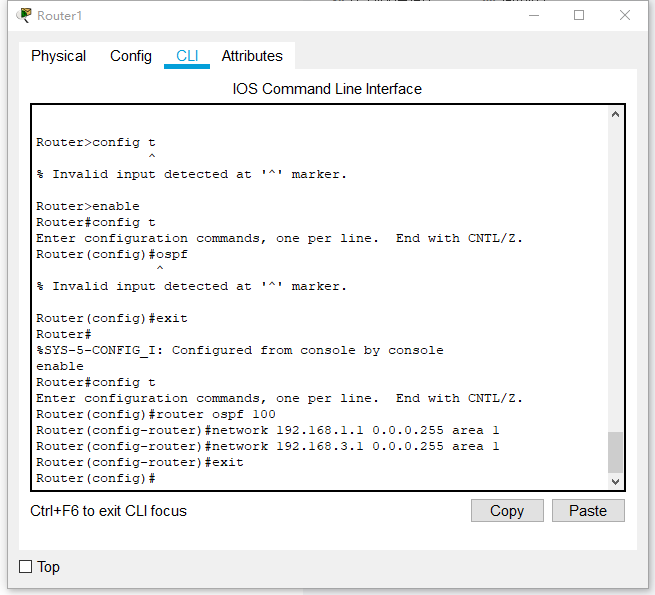 Router1
Physical Config CLI Attributes
IOS Command Line Interface
Router>config t
^
% Invalid input detected at '^' marker.
Router>enable
Router#config t
Enter configuration commands, one per line.  End with CNTL/Z.
Router(config)#ospf
^
% Invalid input detected at '^' marker.
Router(config)#exit
Router#
%SYS-5-CONFIG_I: Configured from console by console
enable
Router#config t
Enter configuration commands, one per line.  End with CNTL/Z.
Router(config)#router ospf 100
Router(config-router)#network 192.168.1.1 0.0.0.255 area 1
Router(config-router)#network 192.168.3.1 0.0.0.255 area 1
Router(config-router)#exit
Router(config)#
Ctrl+F6 to exit CLI focus
Copy Paste
Top